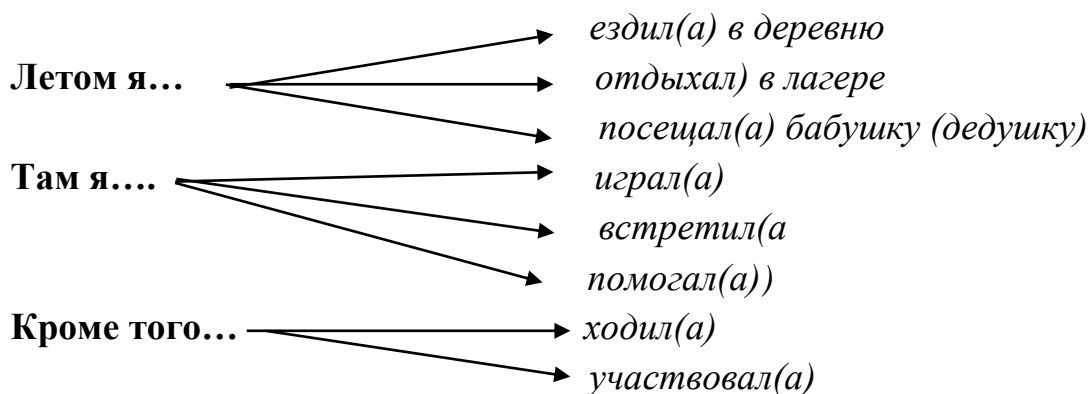 ездил(а) в деревню
Летом я… отдыхал) в лагере
посещал(а) бабушку (дедушку)
Там я…. играл(а)
встретил(а
помогал(а))
Кроме того… ходил(а)
участвовал(а)